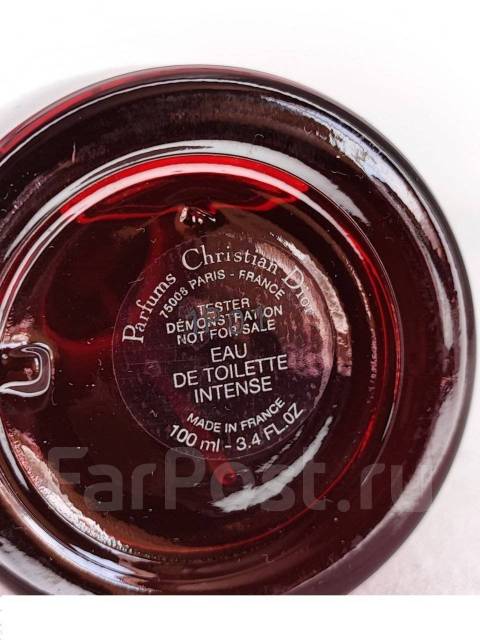 Parfums Christian Dior
75008 PARIS - FRANCE
TESTER
DÉMONSTRATION
NOT FOR SALE
EAU
DE TOILETTE
INTENSE
MADE IN FRANCE
100 ml - 3.4 FL.OZ
FarPost.ru